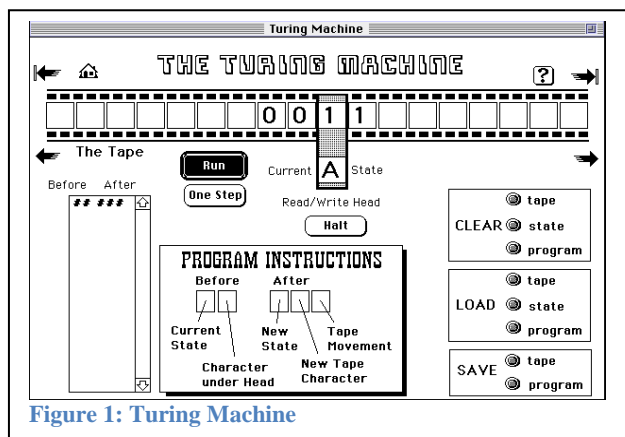 Turing Machine
THE TURING MACHINE
?
0 0 1 1
The Tape
Run
Current A State
Before After
One Step
Read/Write Head
## ###
Halt
tape
CLEAR state
program
PROGRAM INSTRUCTIONS
Before After
Current State
New State
Tape Movement
Character under Head
New Tape Character
tape
LOAD state
program
tape
SAVE
program
Figure 1: Turing Machine